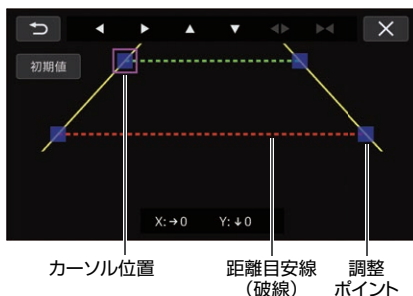 初期値
X:→0 Y:↓0
カーソル位置
距離目安線
（破線）
調整
ポイント